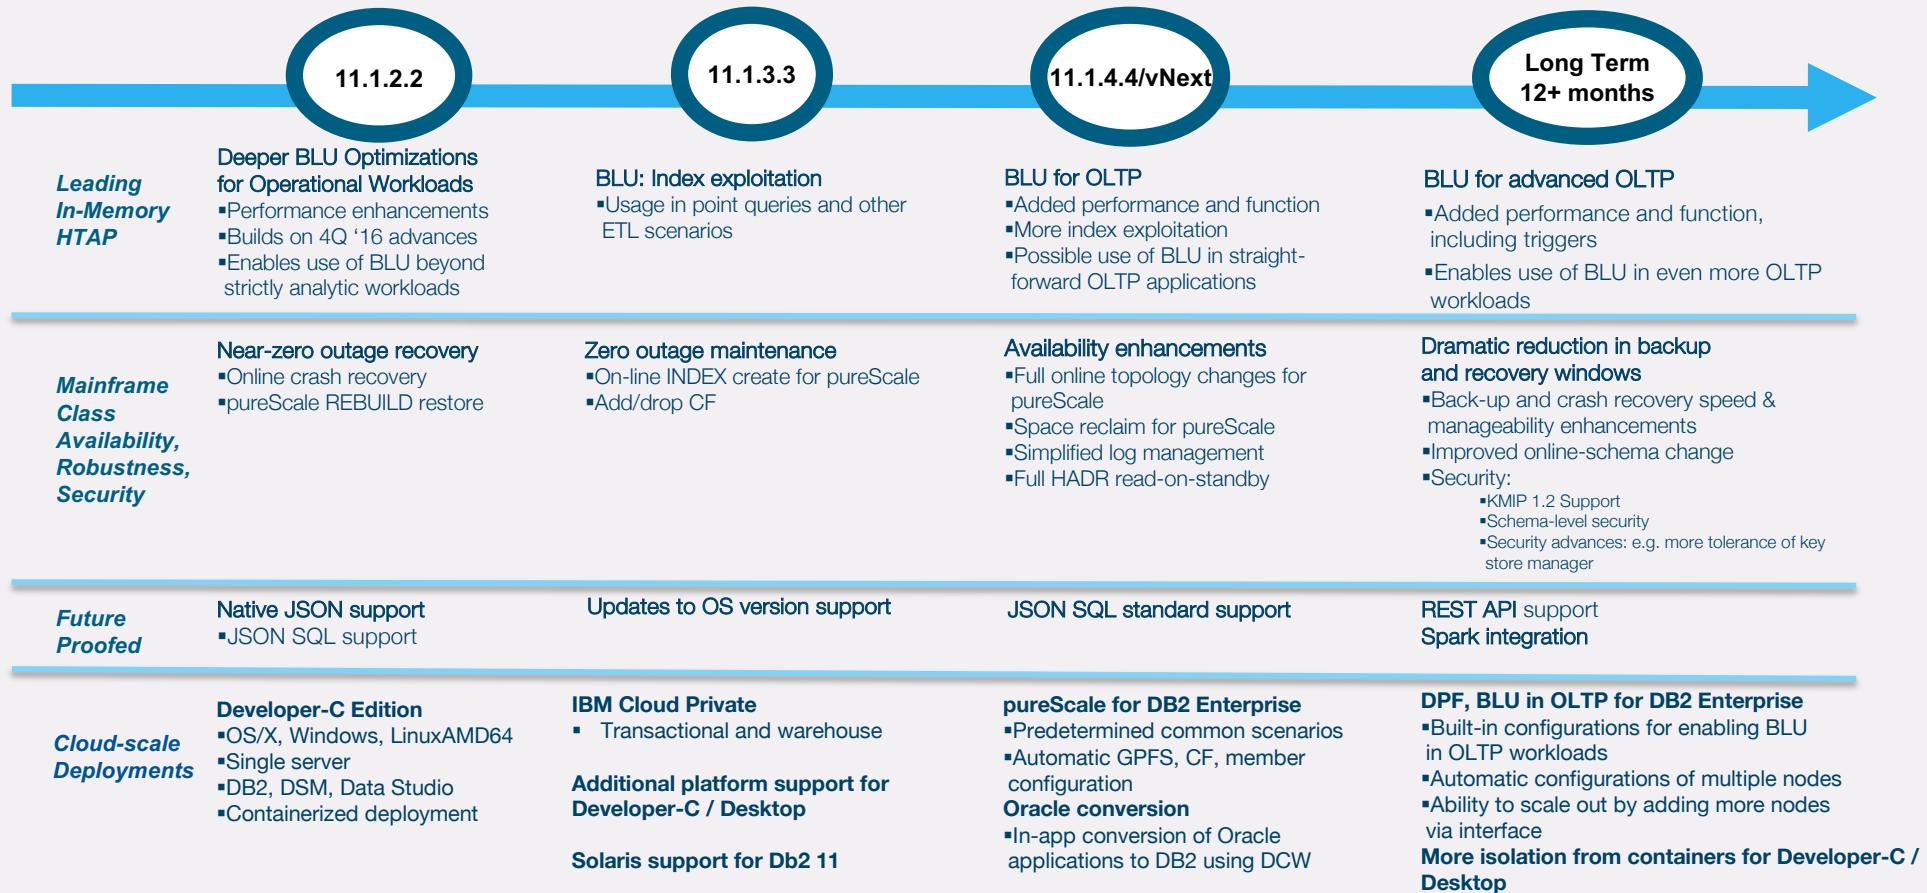 11.1.2.2
11.1.3.3
11.1.4.4/vNext
Long Term
12+ months
Leading
In-Memory
HTAP
Deeper BLU Optimizations
for Operational Workloads
▪Performance enhancements
▪Builds on 4Q ‘16 advances
▪Enables use of BLU beyond
strictly analytic workloads
BLU: Index exploitation
▪Usage in point queries and other
ETL scenarios
BLU for OLTP
▪Added performance and function
▪More index exploitation
▪Possible use of BLU in straight-
forward OLTP applications
BLU for advanced OLTP
▪Added performance and function,
including triggers
▪Enables use of BLU in even more OLTP
workloads
Mainframe
Class
Availability,
Robustness,
Security
Near-zero outage recovery
▪Online crash recovery
▪pureScale REBUILD restore
Zero outage maintenance
▪On-line INDEX create for pureScale
▪Add/drop CF
Availability enhancements
▪Full online topology changes for
pureScale
▪Space reclaim for pureScale
▪Simplified log management
▪Full HADR read-on-standby
Dramatic reduction in backup
and recovery windows
▪Back-up and crash recovery speed &
manageability enhancements
▪Improved online-schema change
▪Security:
▪KMIP 1.2 Support
▪Schema-level security
▪Security advances: e.g. more tolerance of key
store manager
Future
Proofed
Native JSON support
▪JSON SQL support
Updates to OS version support
JSON SQL standard support
REST API support
Spark integration
Cloud-scale
Deployments
Developer-C Edition
▪OS/X, Windows, LinuxAMD64
▪Single server
▪DB2, DSM, Data Studio
▪Containerized deployment
IBM Cloud Private
▪ Transactional and warehouse
Additional platform support for
Developer-C / Desktop
Solaris support for Db2 11
pureScale for DB2 Enterprise
▪Predetermined common scenarios
▪Automatic GPFS, CF, member
configuration
Oracle conversion
▪In-app conversion of Oracle
applications to DB2 using DCW
DPF, BLU in OLTP for DB2 Enterprise
▪Built-in configurations for enabling BLU
in OLTP workloads
▪Automatic configurations of multiple nodes
▪Ability to scale out by adding more nodes
via interface
More isolation from containers for Developer-C /
Desktop